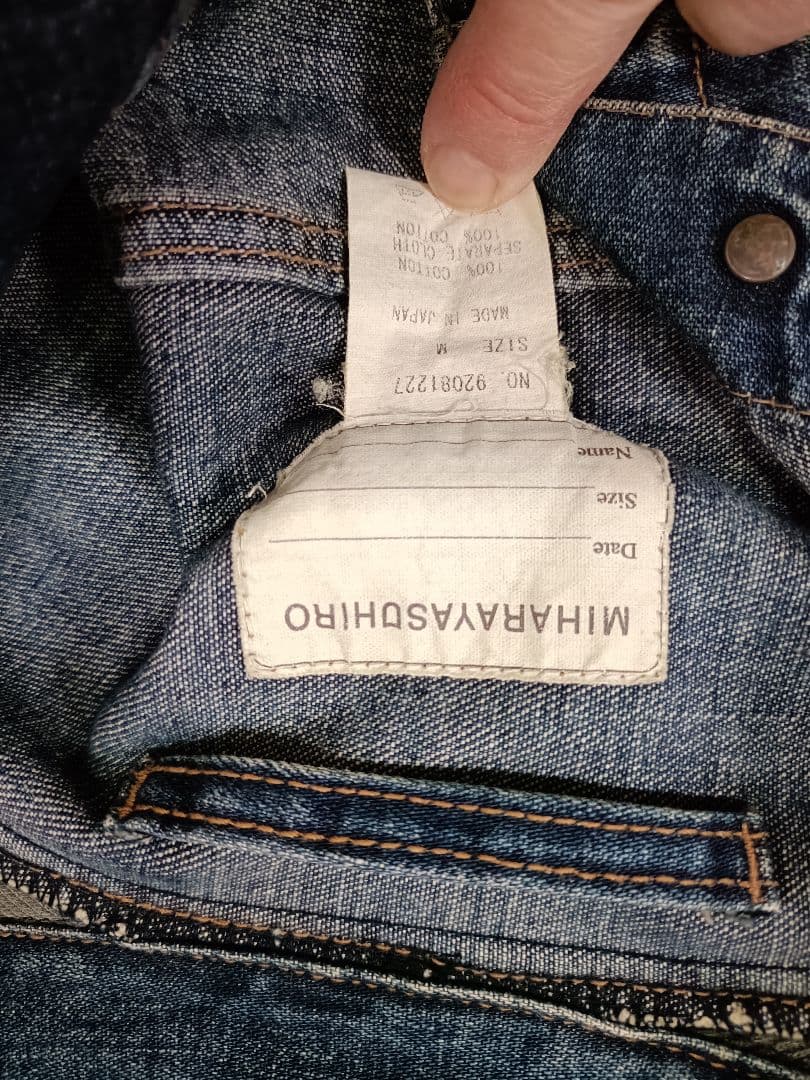 MIHARAYASUHIRO
Date
Size
Name
NO. 92081227
SIZE M
MADE IN JAPAN
100% COTTON
SEPARATE CLOTH
100% COTTON